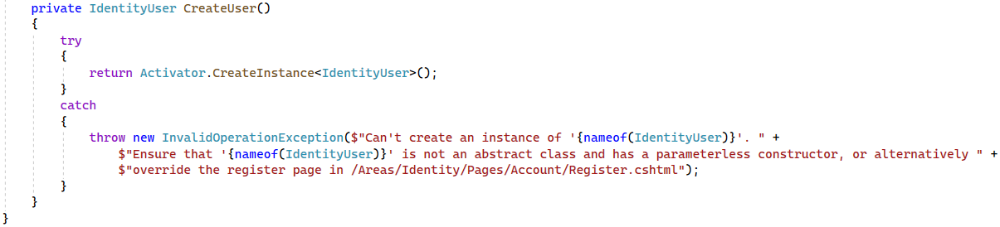 private IdentityUser CreateUser()
{
try
{
return Activator.CreateInstance<IdentityUser>();
}
catch
{
throw new InvalidOperationException($"Can't create an instance of '{nameof(IdentityUser)}'. " +
$"Ensure that '{nameof(IdentityUser)}' is not an abstract class and has a parameterless constructor, or alternatively " +
$"override the register page in /Areas/Identity/Pages/Account/Register.cshtml");
}
}
}